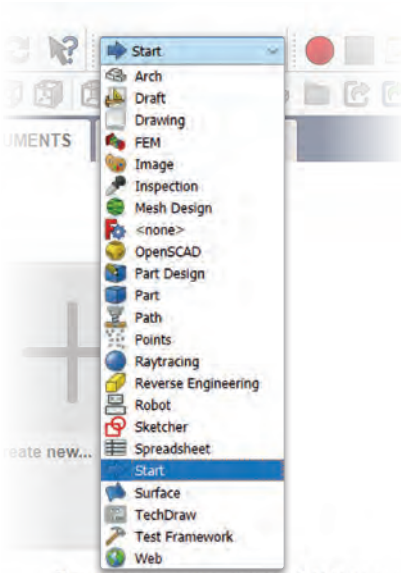 Start
Arch
Draft
Drawing
FEM
UMENTS
Image
Inspection
Mesh Design
<none>
OpenSCAD
Part Design
Part
Path
Points
Raytracing
Reverse Engineering
Robot
Sketcher
eate new...
Spreadsheet
Start
Surface
TechDraw
Test Framework
Web